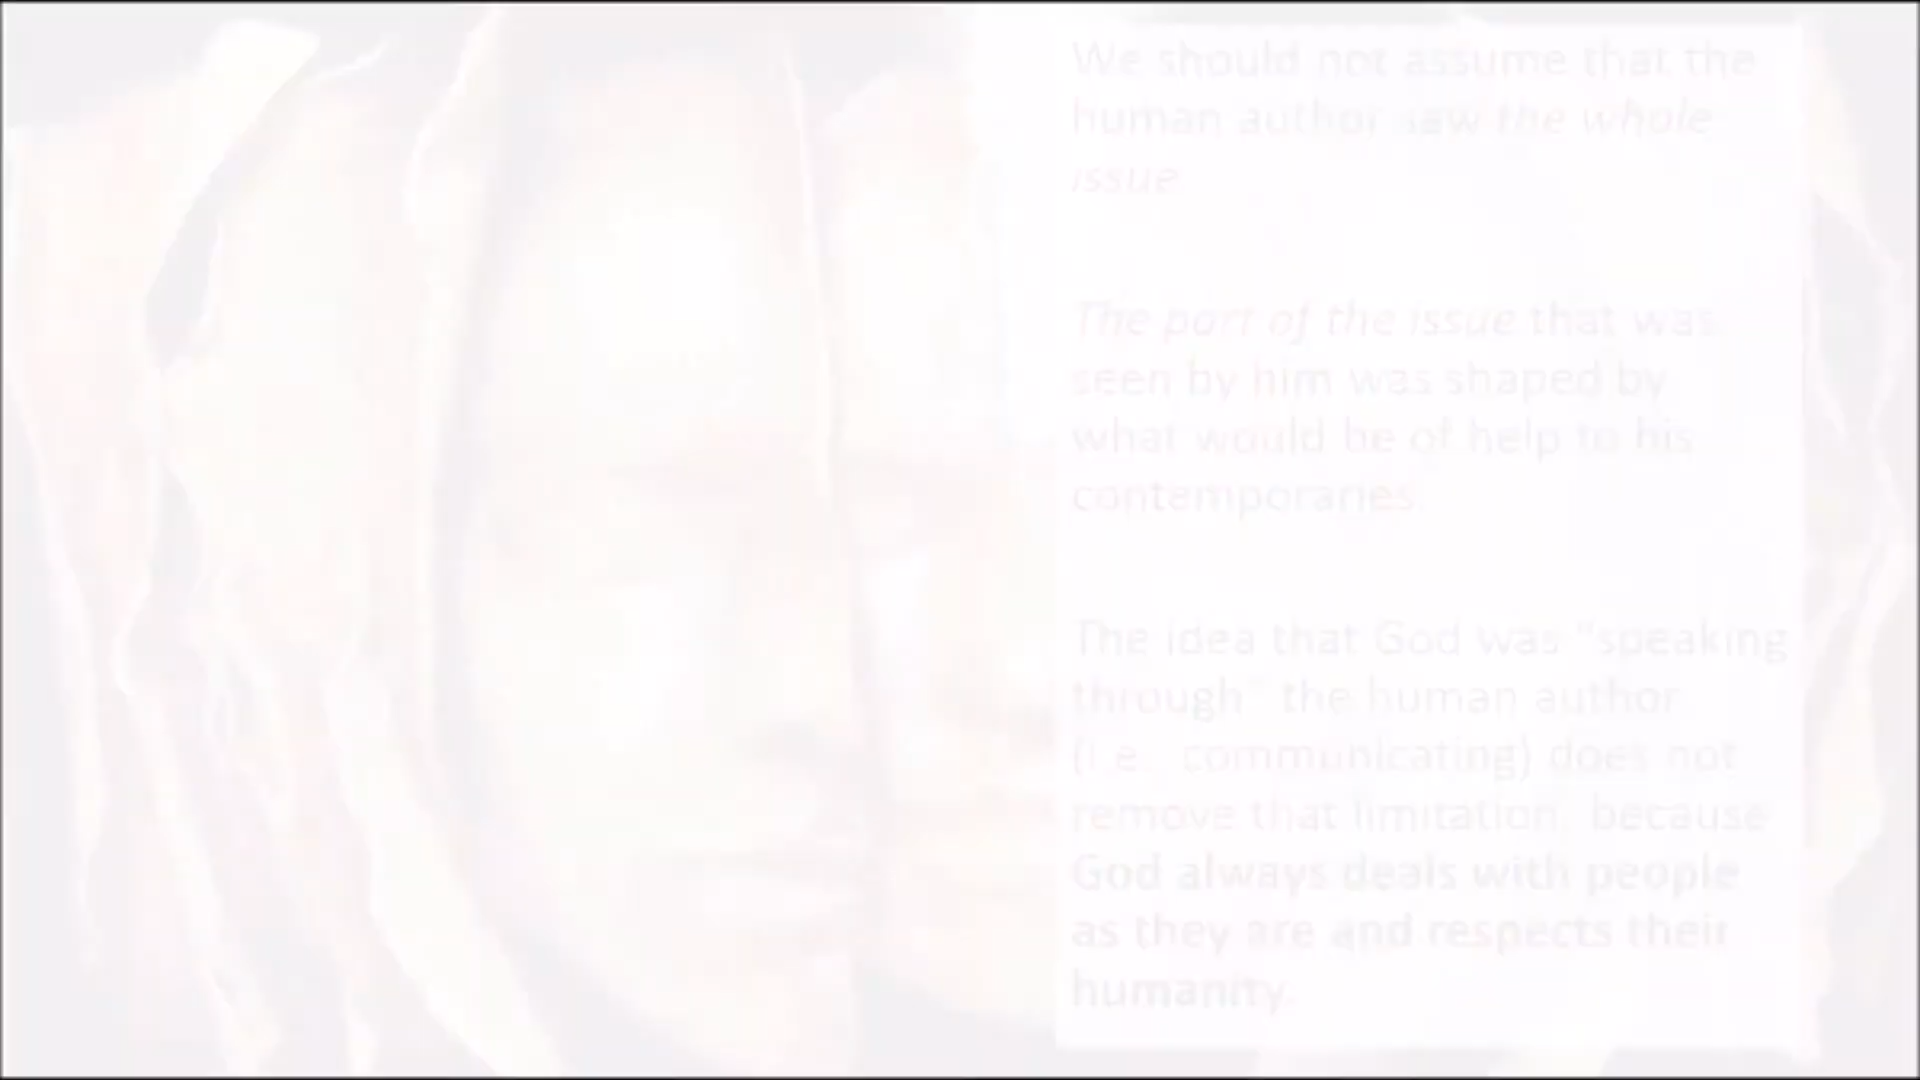 We should not assume that the
human author saw the whole
issue.
The part of the issue that was
seen by him was shaped by
what would be of help to his
contemporaries.
The idea that God was “speaking
through” the human author
(i.e., communicating) does not
remove that limitation, because
God always deals with people
as they are and respects their
humanity.